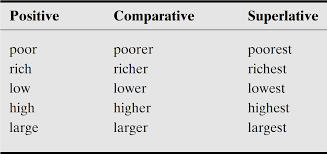 Positive Comparative Superlative
poor poorer poorest
rich richer richest
low lower lowest
high higher highest
large larger largest